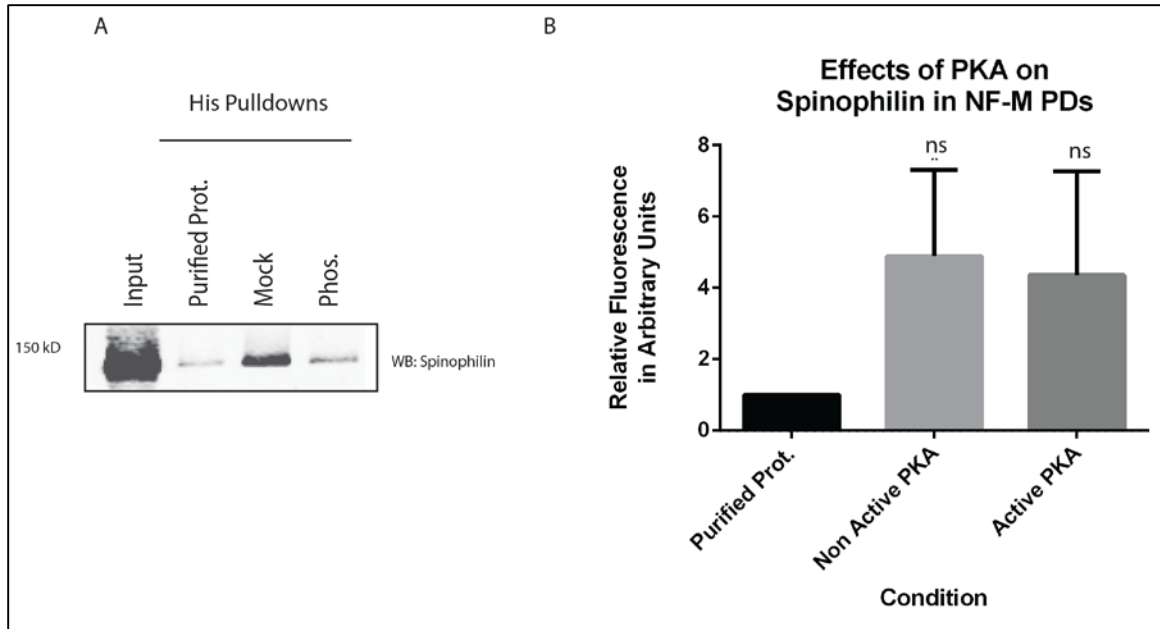 A
His Pulldowns
Input
Purified Prot.
Mock
Phos.
150 kD
WB: Spinophilin
B
Effects of PKA on
Spinophilin in NF-M PDs
Relative Fluorescence
in Arbitrary Units
8
6
4
2
0
ns
ns
Purified Prot.
Non Active PKA
Active PKA
Condition